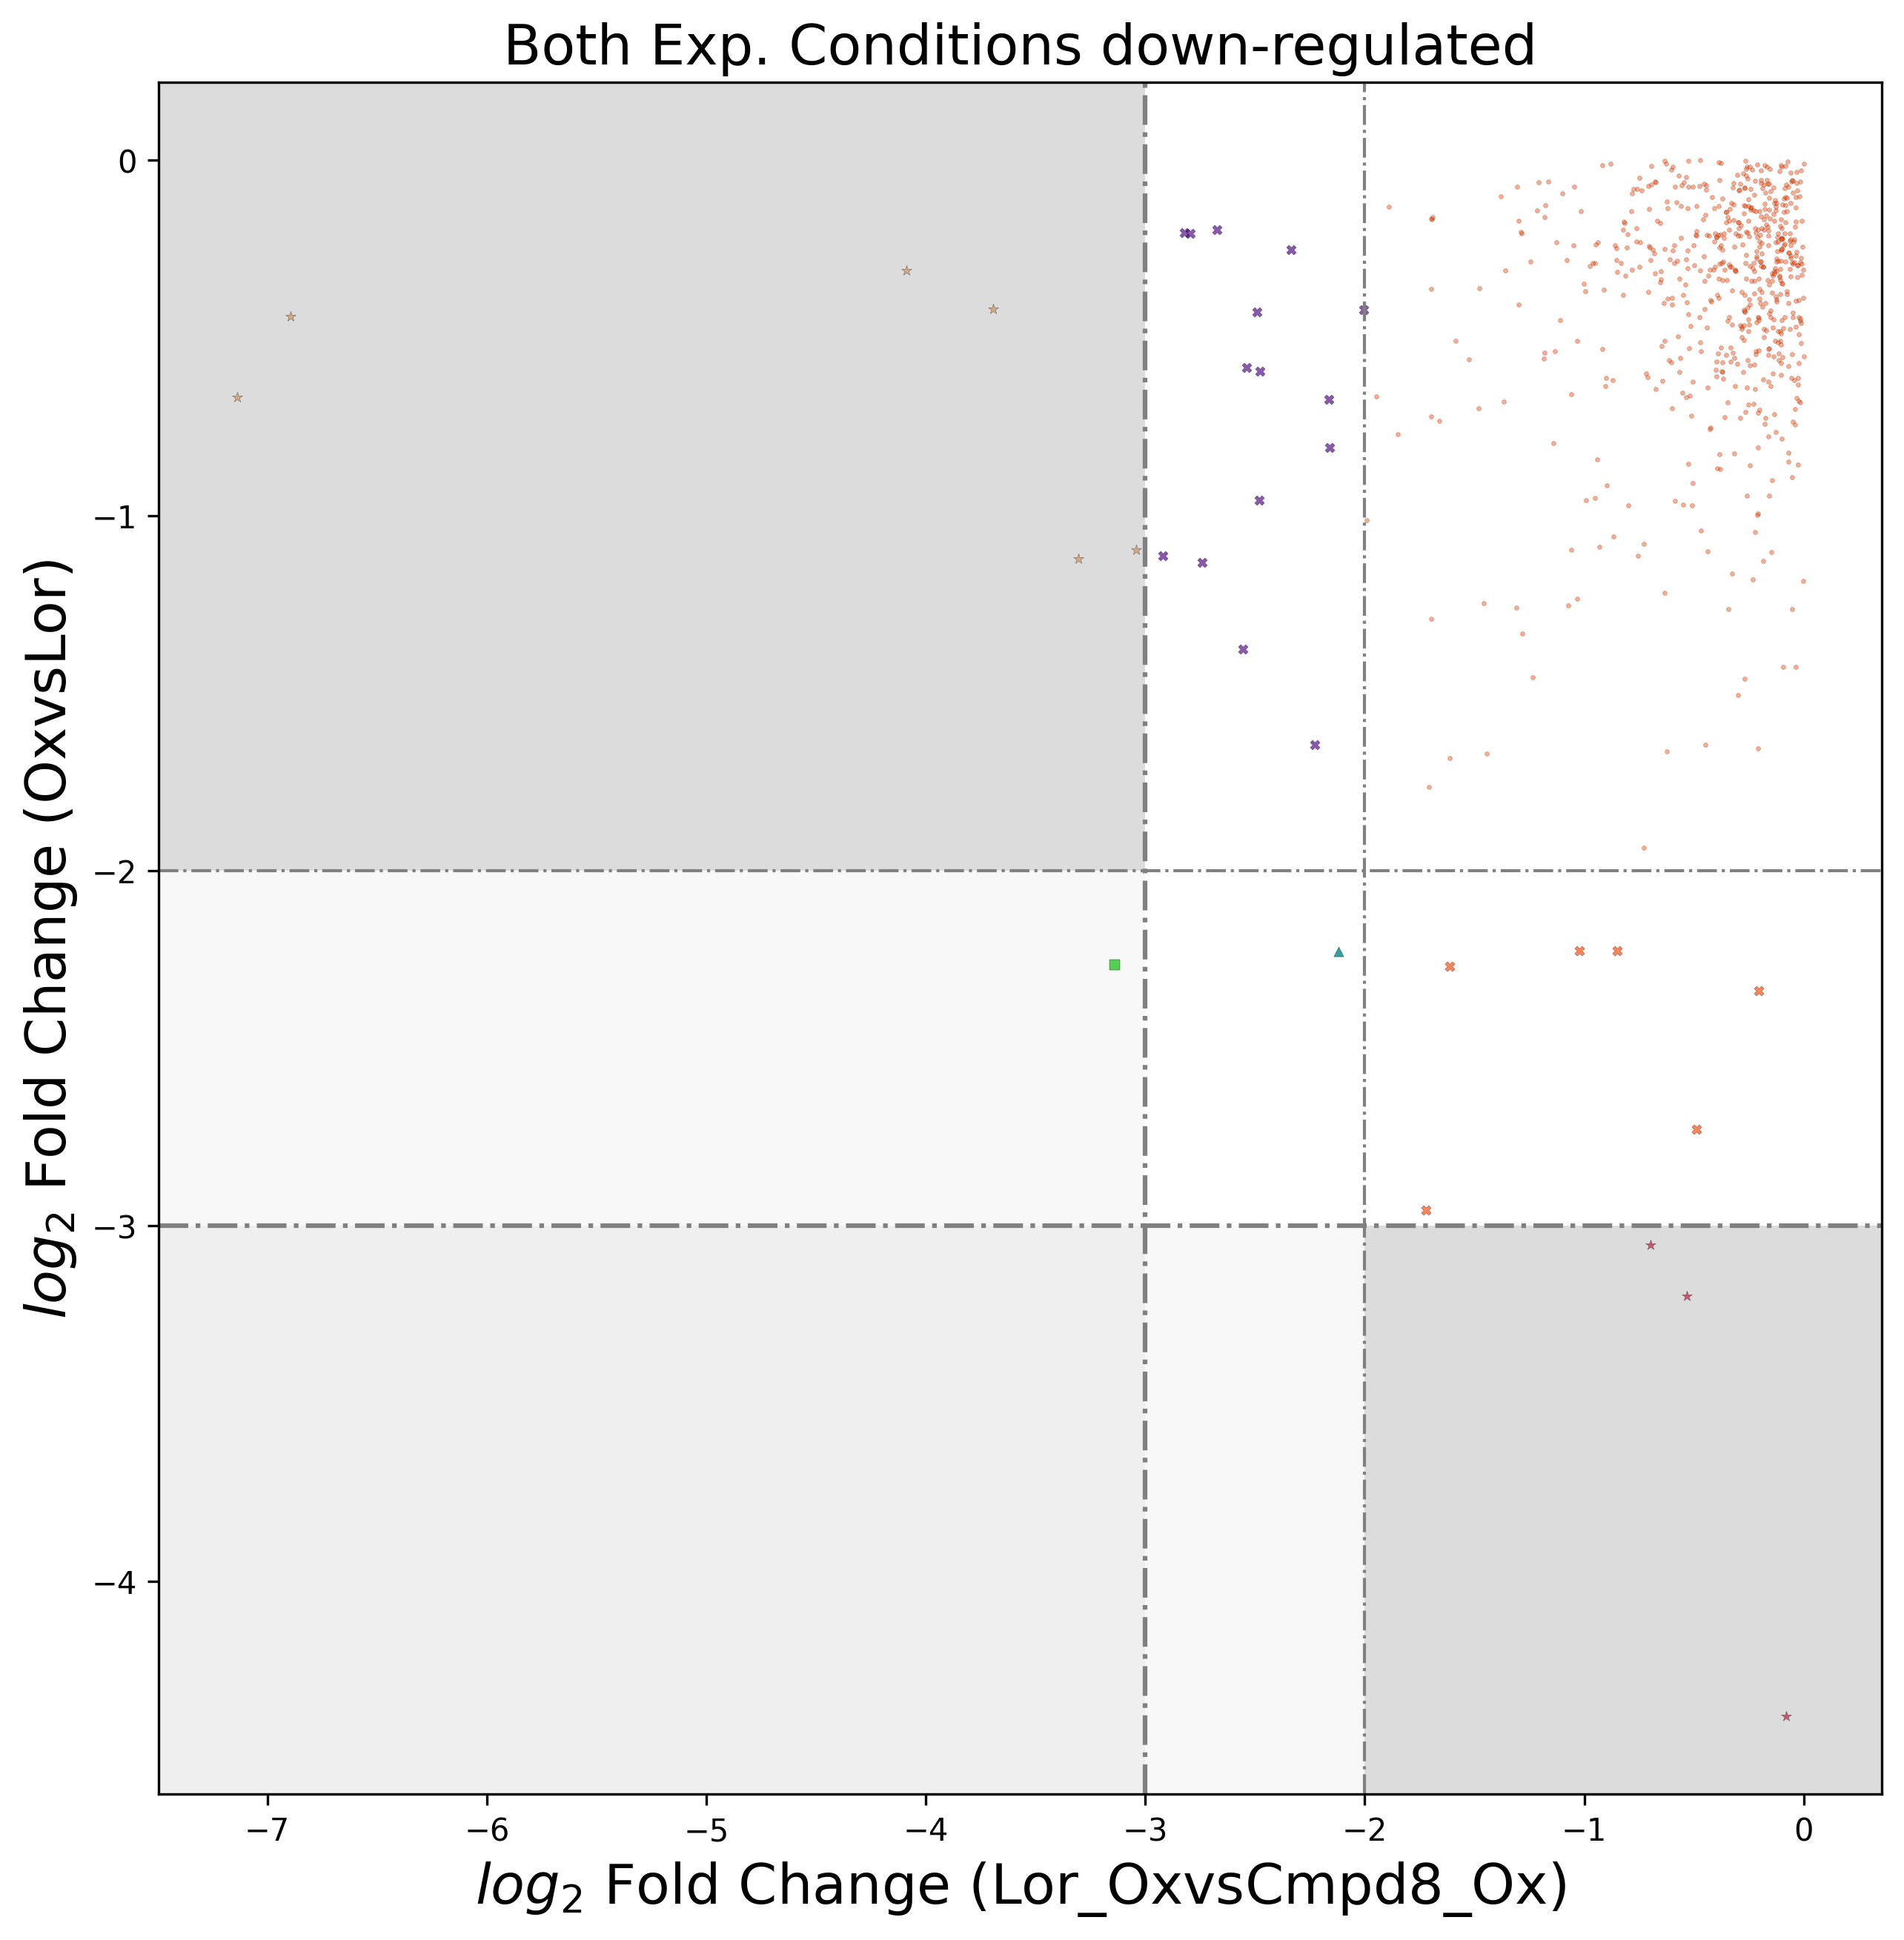 Both Exp. Conditions down-regulated
log2 Fold Change (OxvsLor)
0
−1
−2
−3
−4
−7 −6 −5 −4 −3 −2 −1 0
log2 Fold Change (Lor_OxvsCmpd8_Ox)